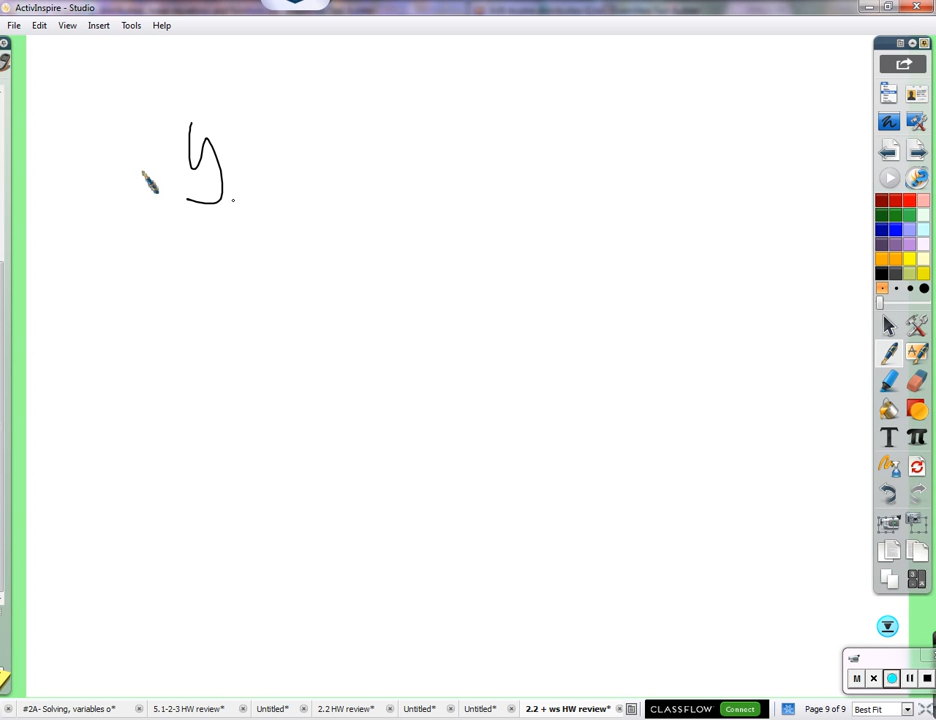 ActivInspire - Studio
File Edit View Insert Tools Help
y.
#2A- Solving, variables o* 5.1-2-3 HW review* Untitled* 2.2 HW review* Untitled* Untitled* 2.2 + ws HW review* CLASSFLOW Connect Page 9 of 9 Best Fit
M